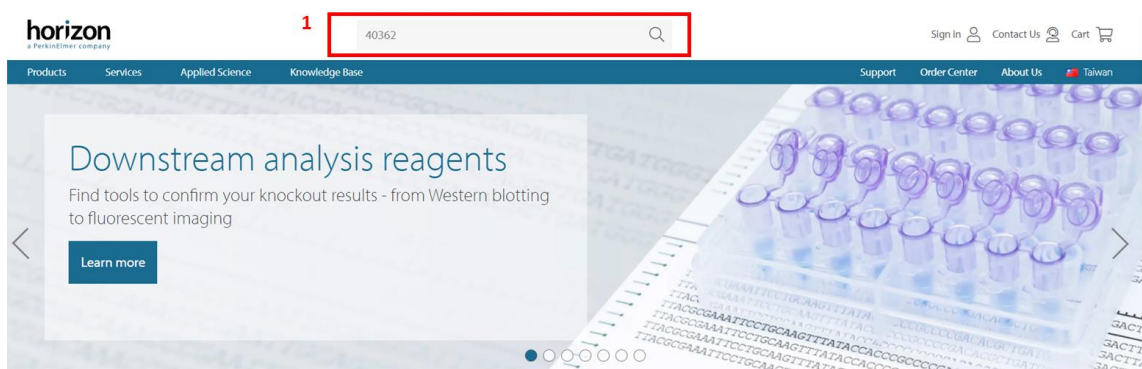 horizon
a PerkinElmer company
1
40362
Sign in
Contact Us
Cart
Products
Services
Applied Science
Knowledge Base
Support
Order Center
About Us
Taiwan
Downstream analysis reagents
Find tools to confirm your knockout results - from Western blotting
to fluorescent imaging
Learn more